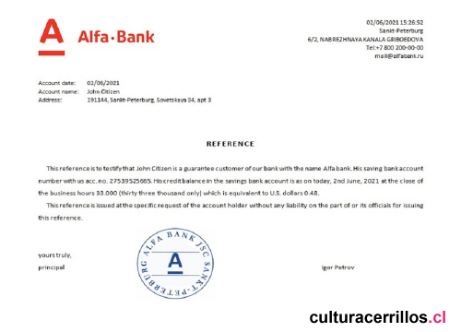 A Alfa·Bank
02/06/2021 15:26:52
Sankt-Peterburg
6/2, NABREZHNAYA KANALA GRIBOEDOVA
Tel:+7 800 200-00-00
mail@alfabank.ru
Account date: 02/06/2021
Account name: John Citizen
Address: 191144, Sankt-Peterburg, Sovetskaya 34, apt 3
REFERENCE
This reference is to testify that John Citizen is a guarantee customer of our bank with the name Alfa bank. His saving bank account
number with us acc. no. 27539525665. His credit balance in the savings bank account is as on today, 2nd June, 2021 at the close of
the business hours 33.000 (thirty three thousand only) which is equivalent to U.S. dollars 0.48.
This reference is issued at the specific request of the account holder without any liability on the part of or its officials for issuing
this reference.
yours truly,
principal
ALFA BANK JSC
SANKT-PETERBURG
A
Igor Petrov
culturacerrillos.cl